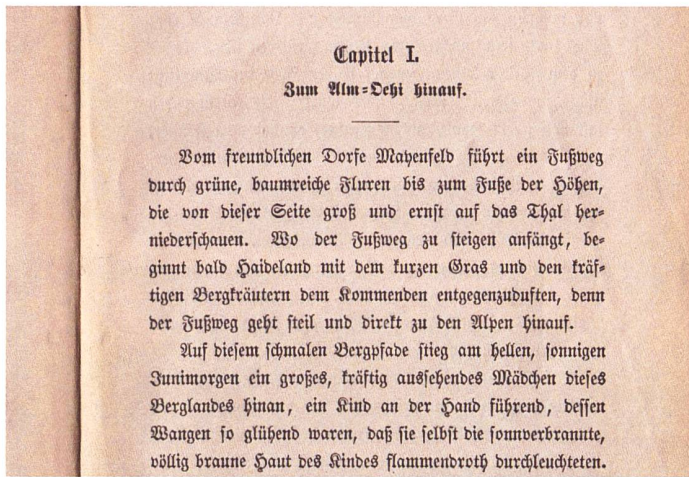 Capitel I.
Zum Alm-Oehi hinauf.
Vom freundlichen Dorfe Mayenfeld führt ein Fußweg
durch grüne, baumreiche Fluren bis zum Fuße der Höhen,
die von dieser Seite groß und ernst auf das Thal her-
niederschauen. Wo der Fußweg zu steigen anfängt, be-
ginnt bald Haideland mit dem kurzen Gras und den kräf-
tigen Bergkräutern dem Kommenden entgegenzuduften, denn
der Fußweg geht steil und direkt zu den Alpen hinauf.
Auf diesem schmalen Bergpfade stieg am hellen, sonnigen
Junimorgen ein großes, kräftig aussehendes Mädchen dieses
Berglandes hinan, ein Kind an der Hand führend, dessen
Wangen so glühend waren, daß sie selbst die sonnverbrannte,
völlig braune Haut des Kindes flammendroth durchleuchteten.